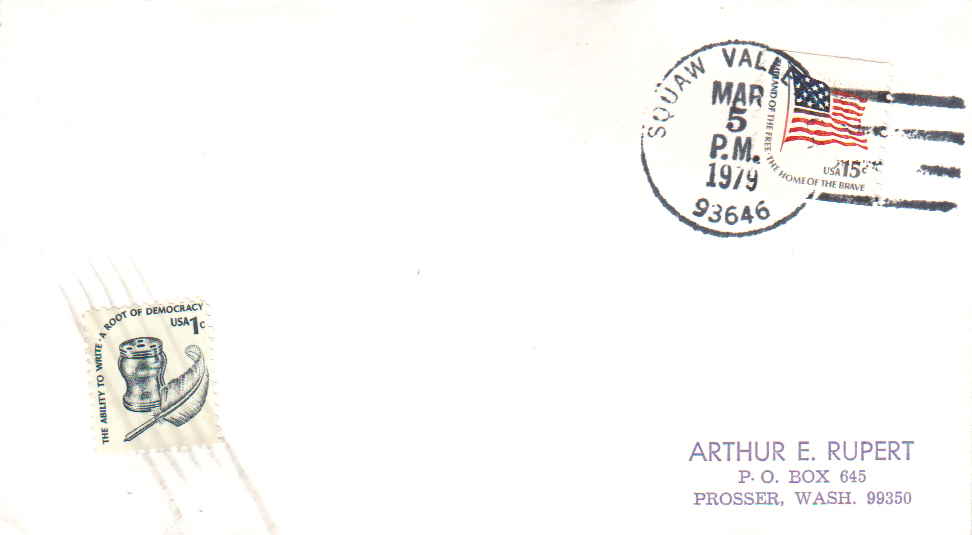 SQUAW VALLE
MAR
5
P.M.
1979
93646
LAND OF THE FREE · THE HOME OF THE BRAVE
USA 15c
THE ABILITY TO WRITE · A ROOT OF DEMOCRACY
USA 1c
ARTHUR E. RUPERT
P. O. BOX 645
PROSSER, WASH. 99350